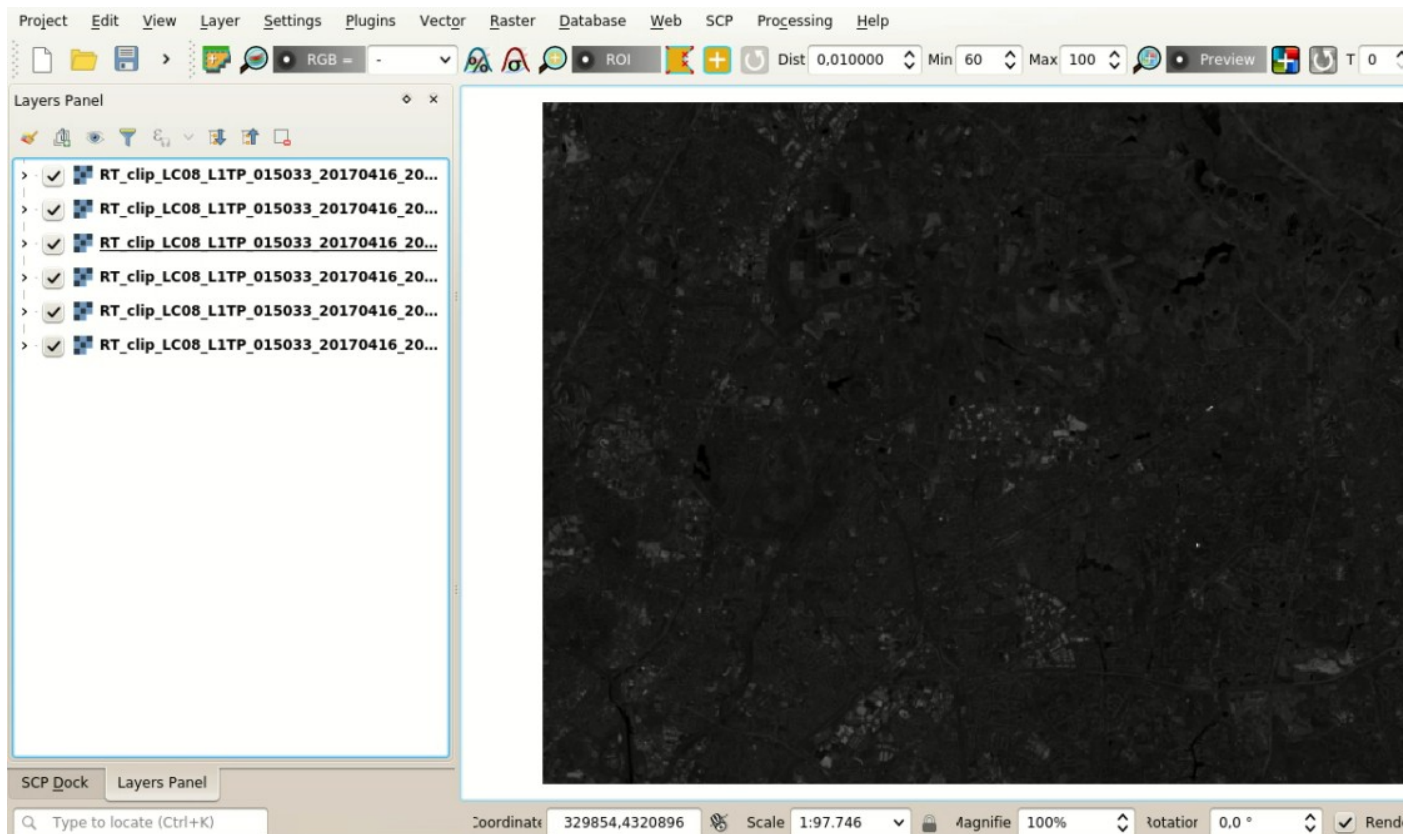 Project Edit View Layer Settings Plugins Vector Raster Database Web SCP Processing Help
RGB = - ROI Dist 0,010000 Min 60 Max 100 Preview T 0
Layers Panel
RT_clip_LC08_L1TP_015033_20170416_20...
RT_clip_LC08_L1TP_015033_20170416_20...
RT_clip_LC08_L1TP_015033_20170416_20...
RT_clip_LC08_L1TP_015033_20170416_20...
RT_clip_LC08_L1TP_015033_20170416_20...
RT_clip_LC08_L1TP_015033_20170416_20...
SCP Dock Layers Panel
Type to locate (Ctrl+K) Coordinate 329854,4320896 Scale 1:97.746 Magnifie 100% Rotation 0,0 ° Rende